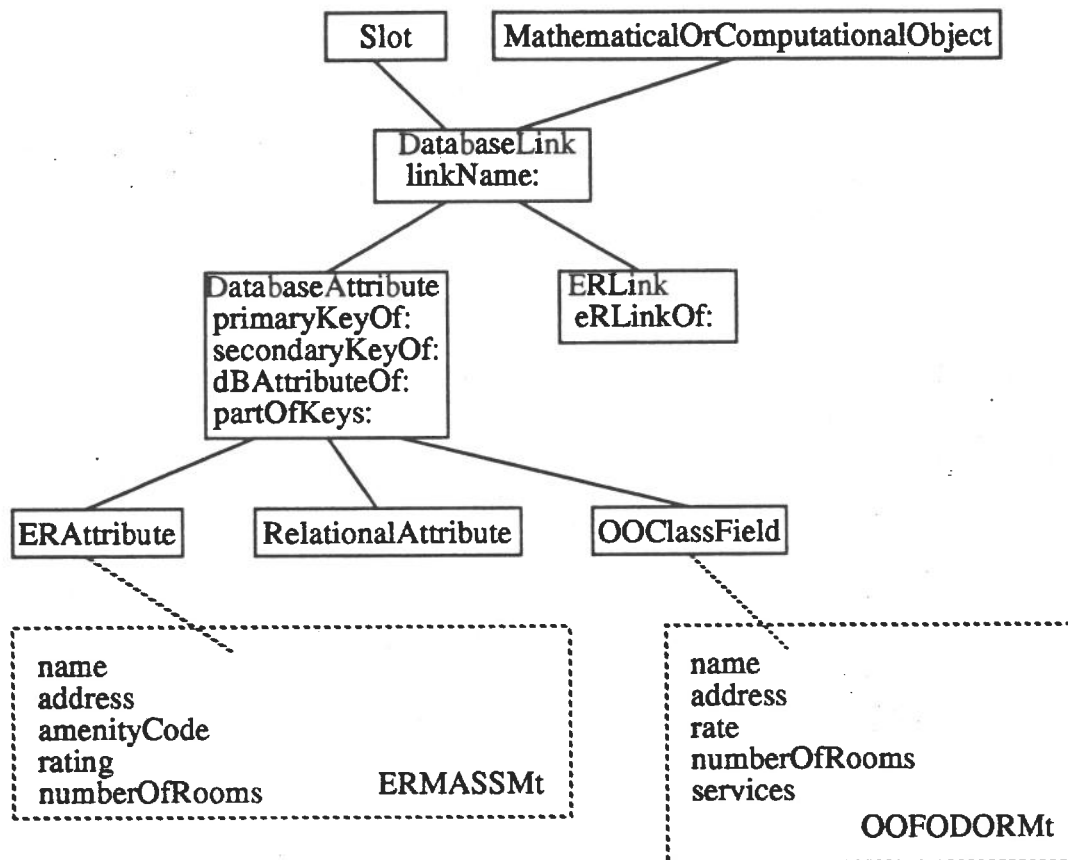 Slot
MathematicalOrComputationalObject
DatabaseLink
linkName:
DatabaseAttribute
primaryKeyOf:
secondaryKeyOf:
dBAttributeOf:
partOfKeys:
ERLink
eRLinkOf:
ERAttribute
RelationalAttribute
OOClassField
name
address
amenityCode
rating
numberOfRooms
ERMASSMt
name
address
rate
numberOfRooms
services
OOFODORMt